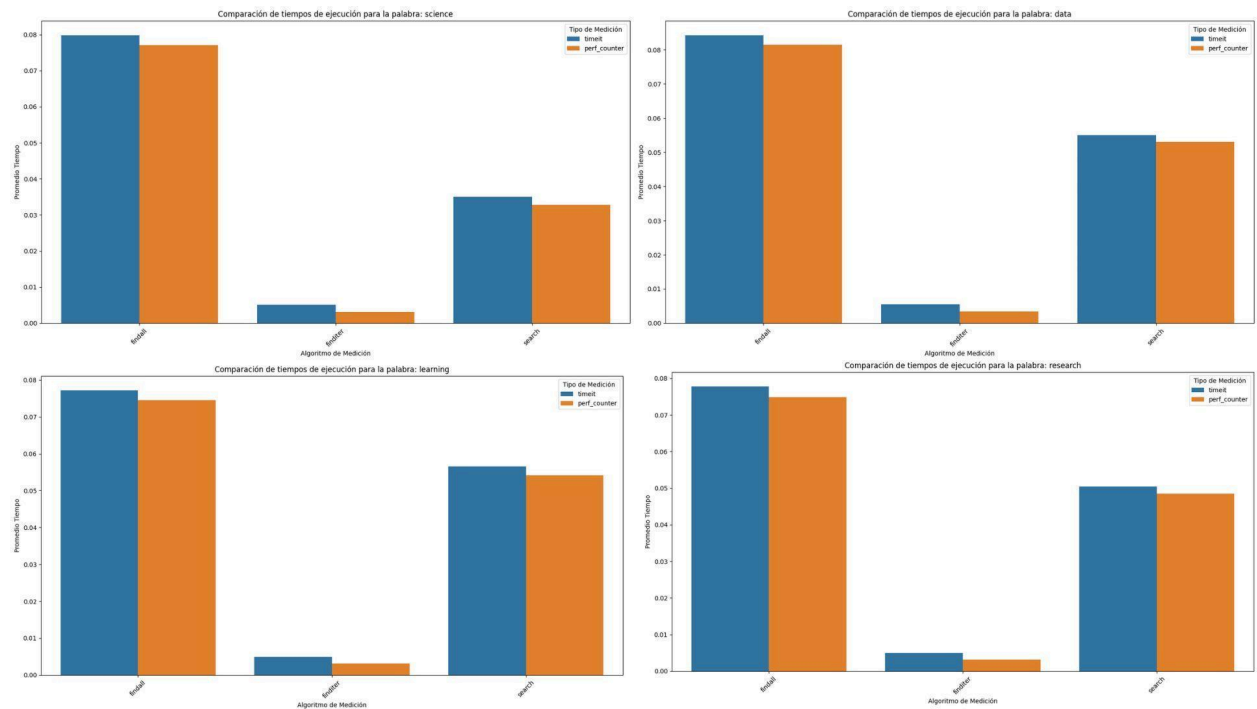 Comparación de tiempos de ejecución para la palabra: science
Tipo de Medición
timeit
perf_counter
0.08
0.07
0.06
0.05
0.04
0.03
0.02
0.01
0.00
Promedio Tiempo
findall
finditer
search
Algoritmo de Medición
Comparación de tiempos de ejecución para la palabra: data
Tipo de Medición
timeit
perf_counter
0.08
0.07
0.06
0.05
0.04
0.03
0.02
0.01
0.00
Promedio Tiempo
findall
finditer
search
Algoritmo de Medición
Comparación de tiempos de ejecución para la palabra: learning
Tipo de Medición
timeit
perf_counter
0.08
0.07
0.06
0.05
0.04
0.03
0.02
0.01
0.00
Promedio Tiempo
findall
finditer
search
Algoritmo de Medición
Comparación de tiempos de ejecución para la palabra: research
Tipo de Medición
timeit
perf_counter
0.08
0.07
0.06
0.05
0.04
0.03
0.02
0.01
0.00
Promedio Tiempo
findall
finditer
search
Algoritmo de Medición